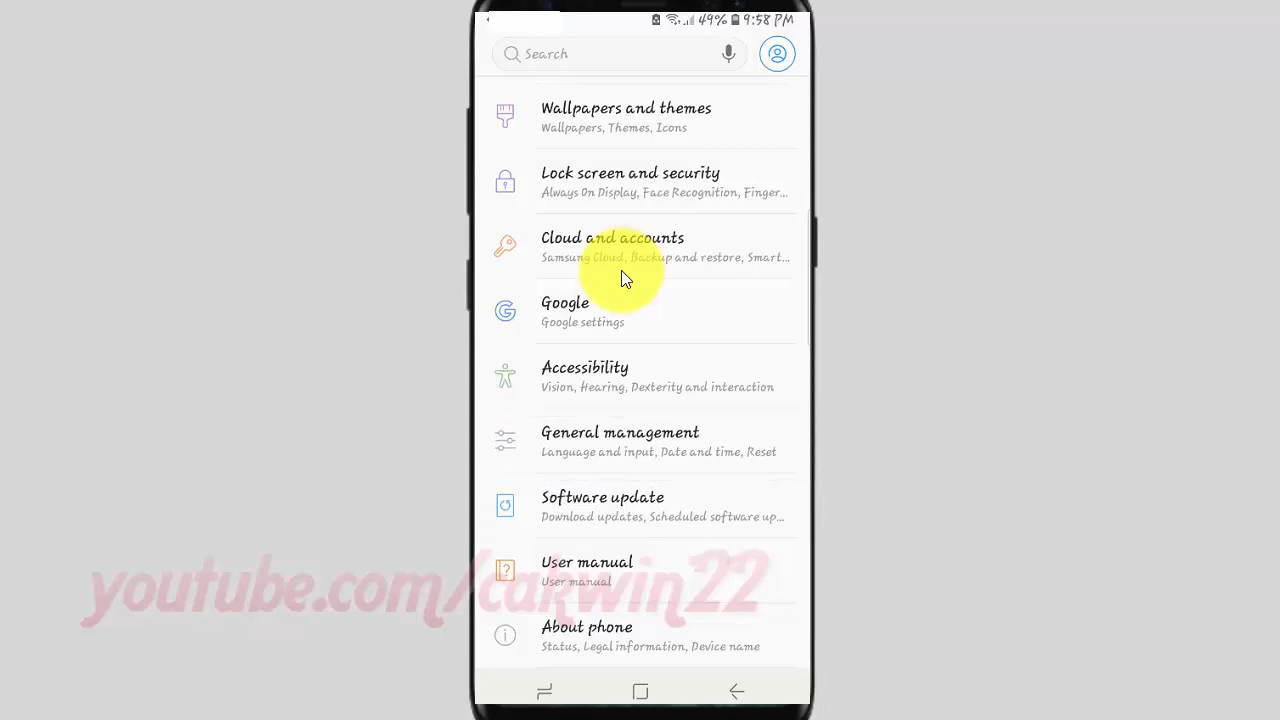 49% 9:58 PM
Search
Wallpapers and themes
Wallpapers, Themes, Icons
Lock screen and security
Always On Display, Face Recognition, Finger...
Cloud and accounts
Samsung Cloud, Backup and restore, Smart...
Google
Google settings
Accessibility
Vision, Hearing, Dexterity and interaction
General management
Language and input, Date and time, Reset
Software update
Download updates, Scheduled software up...
User manual
User manual
youtube.com/cakwin22
About phone
Status, Legal information, Device name